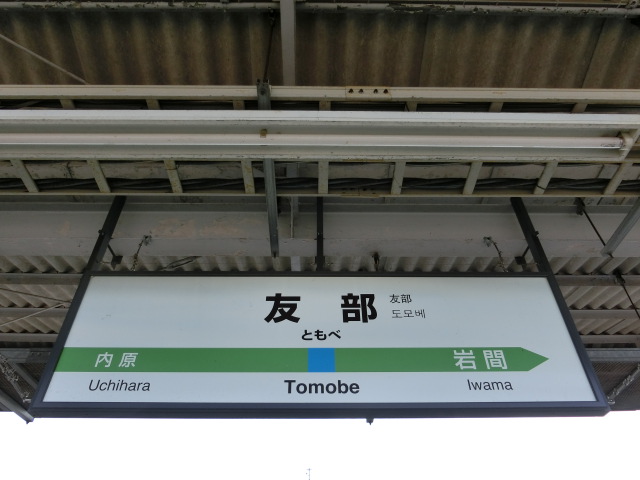 友部 友部
도모베
ともべ
内原 岩間
Uchihara Tomobe Iwama